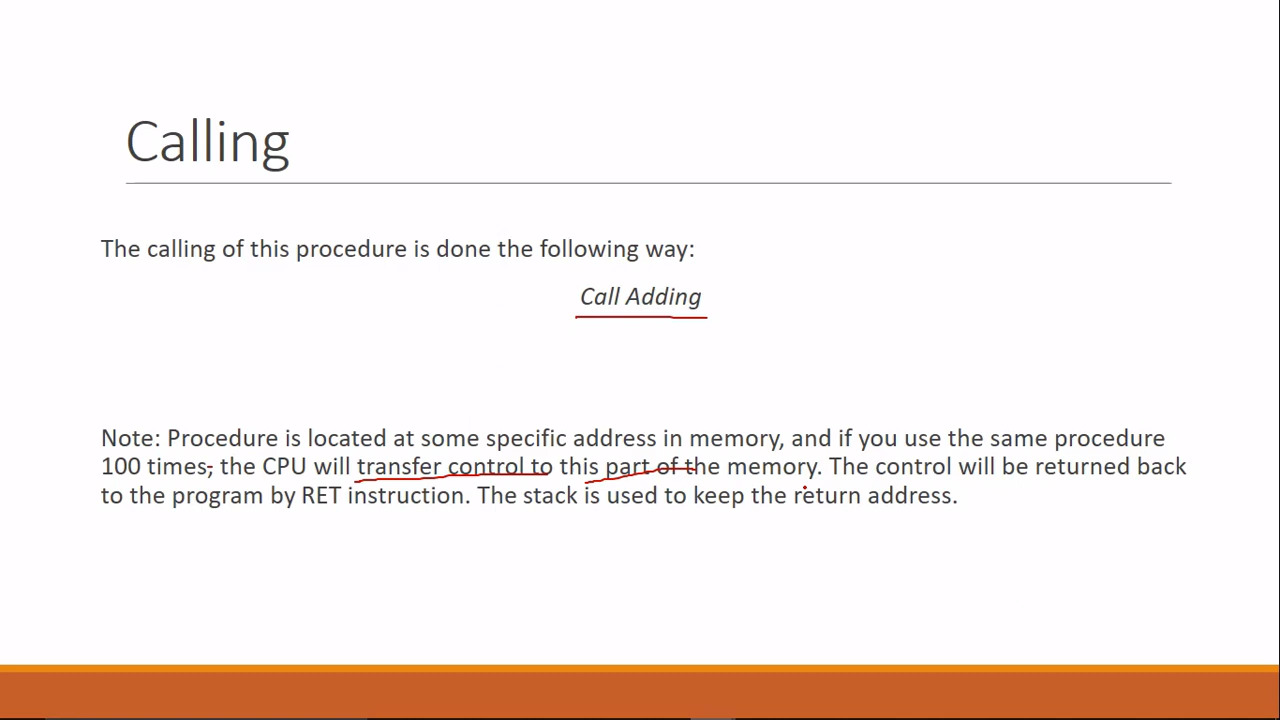 Calling
The calling of this procedure is done the following way:
Call Adding
Note: Procedure is located at some specific address in memory, and if you use the same procedure
100 times, the CPU will transfer control to this part of the memory. The control will be returned back
to the program by RET instruction. The stack is used to keep the return address.